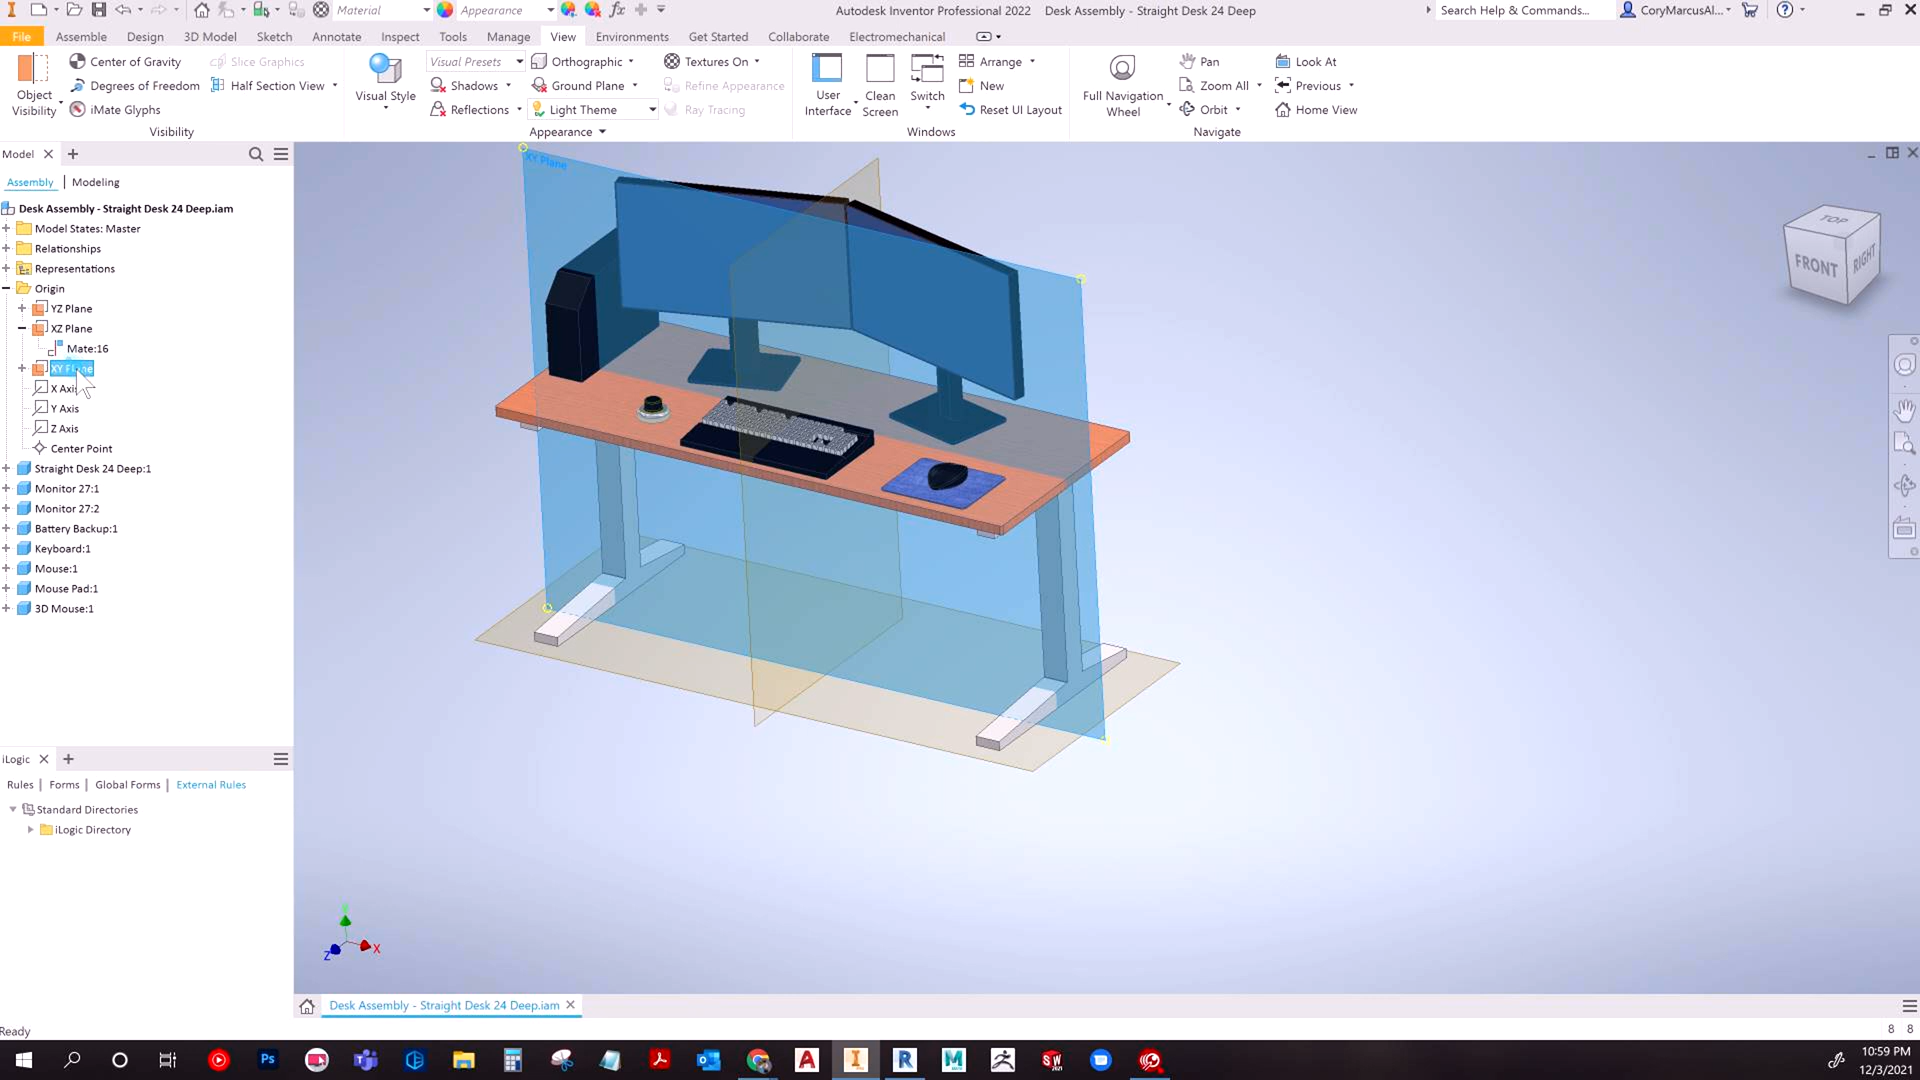 Material
Appearance
Autodesk Inventor Professional 2022 Desk Assembly - Straight Desk 24 Deep
Search Help & Commands...
CoryMarcusAl...
File Assemble Design 3D Model Sketch Annotate Inspect Tools Manage View Environments Get Started Collaborate Electromechanical
Object Visibility
Center of Gravity
Degrees of Freedom
iMate Glyphs
Slice Graphics
Half Section View
Visibility
Visual Style
Visual Presets
Shadows
Reflections
Orthographic
Ground Plane
Light Theme
Textures On
Refine Appearance
Ray Tracing
Appearance
User Interface
Clean Screen
Switch
Arrange
New
Reset UI Layout
Windows
Full Navigation Wheel
Pan
Zoom All
Orbit
Look At
Previous
Home View
Navigate
Model
Assembly | Modeling
Desk Assembly - Straight Desk 24 Deep.iam
Model States: Master
Relationships
Representations
Origin
YZ Plane
XZ Plane
Mate:16
XY Plane
X Axis
Y Axis
Z Axis
Center Point
Straight Desk 24 Deep:1
Monitor 27:1
Monitor 27:2
Battery Backup:1
Keyboard:1
Mouse:1
Mouse Pad:1
3D Mouse:1
XY Plane
TOP
FRONT
RIGHT
iLogic
Rules | Forms | Global Forms | External Rules
Standard Directories
iLogic Directory
Z
X
Desk Assembly - Straight Desk 24 Deep.iam
Ready
8 8
10:59 PM
12/3/2021